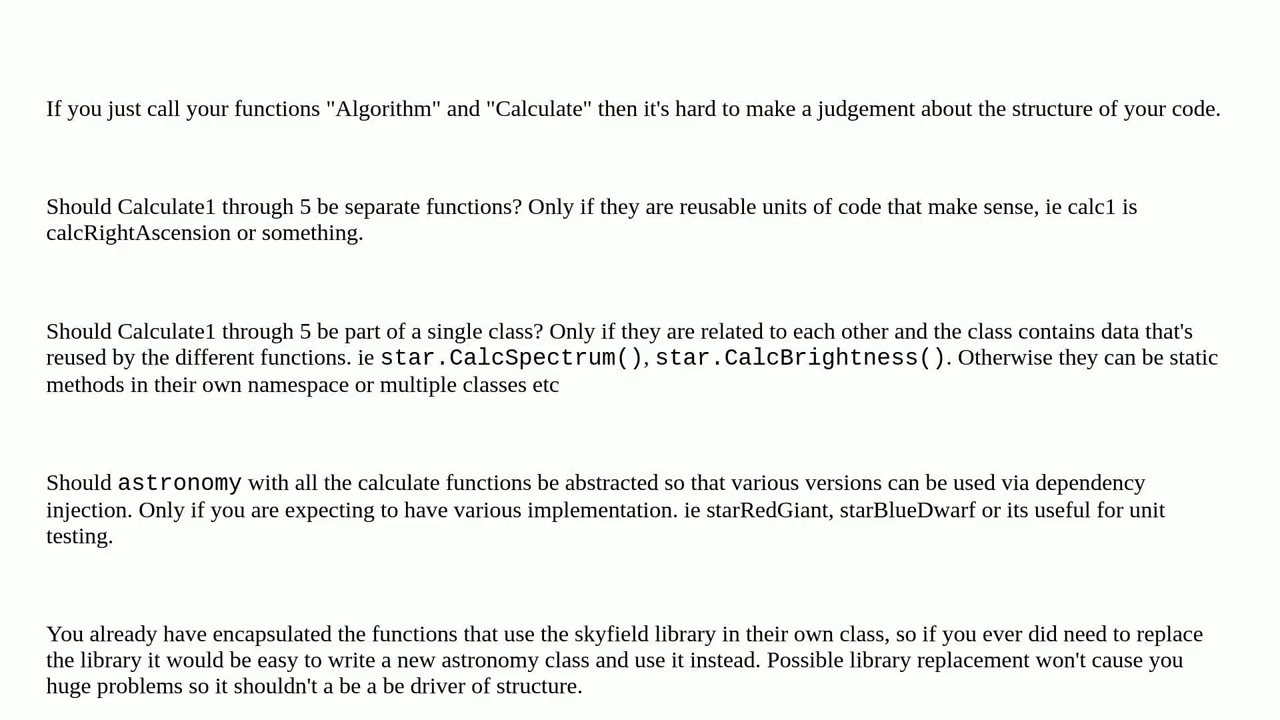 If you just call your functions "Algorithm" and "Calculate" then it's hard to make a judgement about the structure of your code.
Should Calculate1 through 5 be separate functions? Only if they are reusable units of code that make sense, ie calc1 is
calcRightAscension or something.
Should Calculate1 through 5 be part of a single class? Only if they are related to each other and the class contains data that's
reused by the different functions. ie star.CalcSpectrum(), star.CalcBrightness(). Otherwise they can be static
methods in their own namespace or multiple classes etc
Should astronomy with all the calculate functions be abstracted so that various versions can be used via dependency
injection. Only if you are expecting to have various implementation. ie starRedGiant, starBlueDwarf or its useful for unit
testing.
You already have encapsulated the functions that use the skyfield library in their own class, so if you ever did need to replace
the library it would be easy to write a new astronomy class and use it instead. Possible library replacement won't cause you
huge problems so it shouldn't a be a be driver of structure.